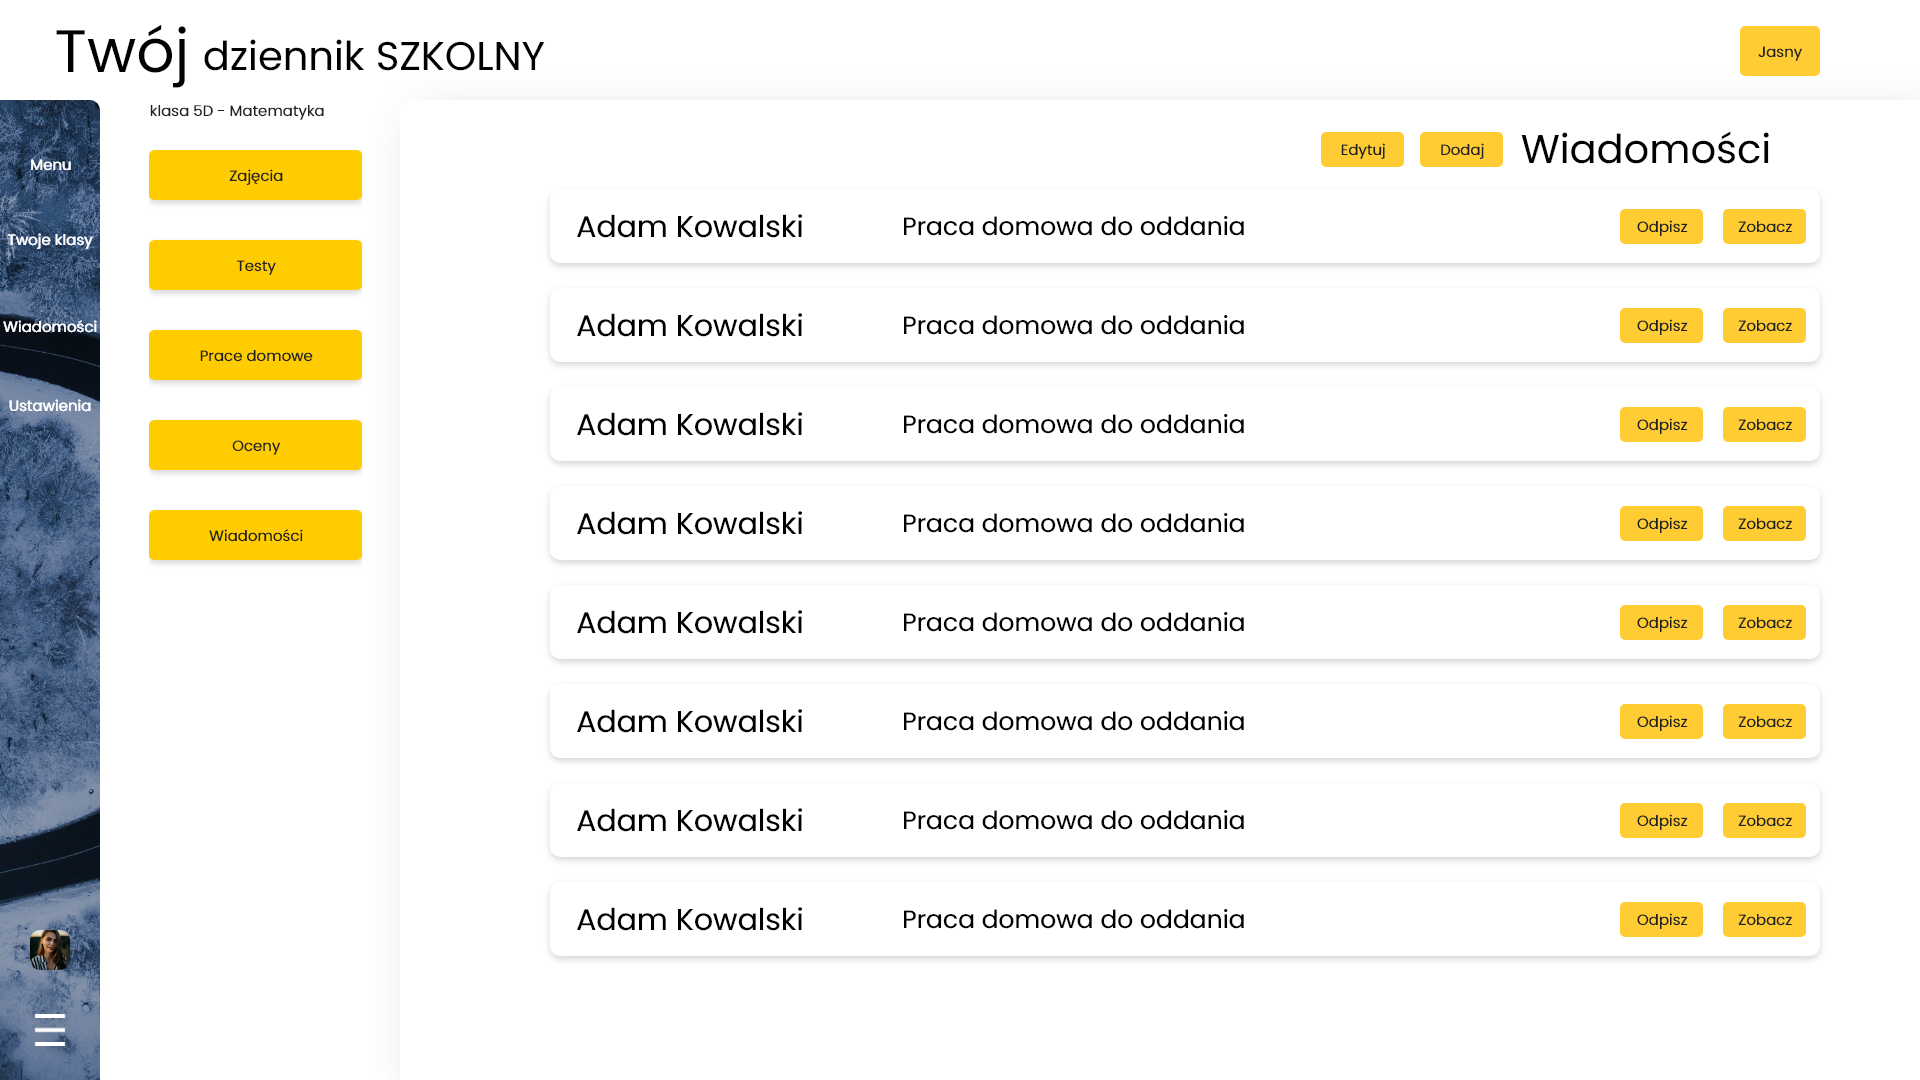 Twój dziennik SZKOLNY
Jasny
Menu
Twoje klasy
Wiadomości
Ustawienia
klasa 5D - Matematyka
Zajęcia
Testy
Prace domowe
Oceny
Wiadomości
Edytuj Dodaj Wiadomości
Adam Kowalski Praca domowa do oddania Odpisz Zobacz
Adam Kowalski Praca domowa do oddania Odpisz Zobacz
Adam Kowalski Praca domowa do oddania Odpisz Zobacz
Adam Kowalski Praca domowa do oddania Odpisz Zobacz
Adam Kowalski Praca domowa do oddania Odpisz Zobacz
Adam Kowalski Praca domowa do oddania Odpisz Zobacz
Adam Kowalski Praca domowa do oddania Odpisz Zobacz
Adam Kowalski Praca domowa do oddania Odpisz Zobacz